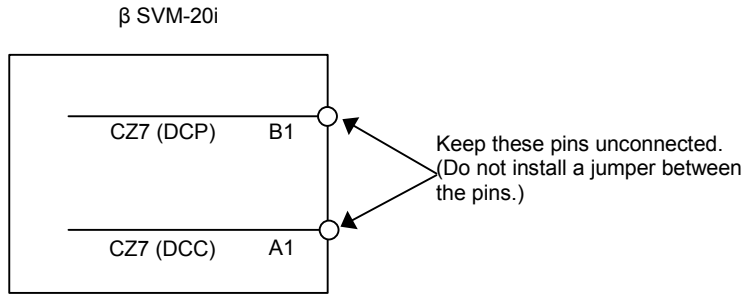 β SVM-20i
CZ7 (DCP) B1
Keep these pins unconnected.
(Do not install a jumper between
the pins.)
CZ7 (DCC) A1